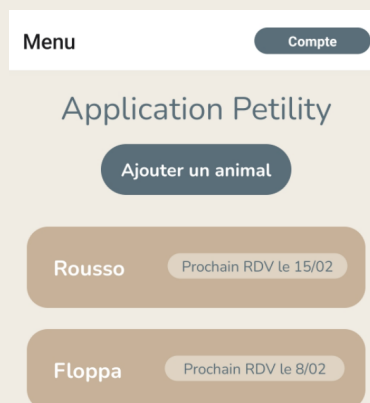 Menu Compte
Application Petility
Ajouter un animal
Rousso Prochain RDV le 15/02
Floppa Prochain RDV le 8/02